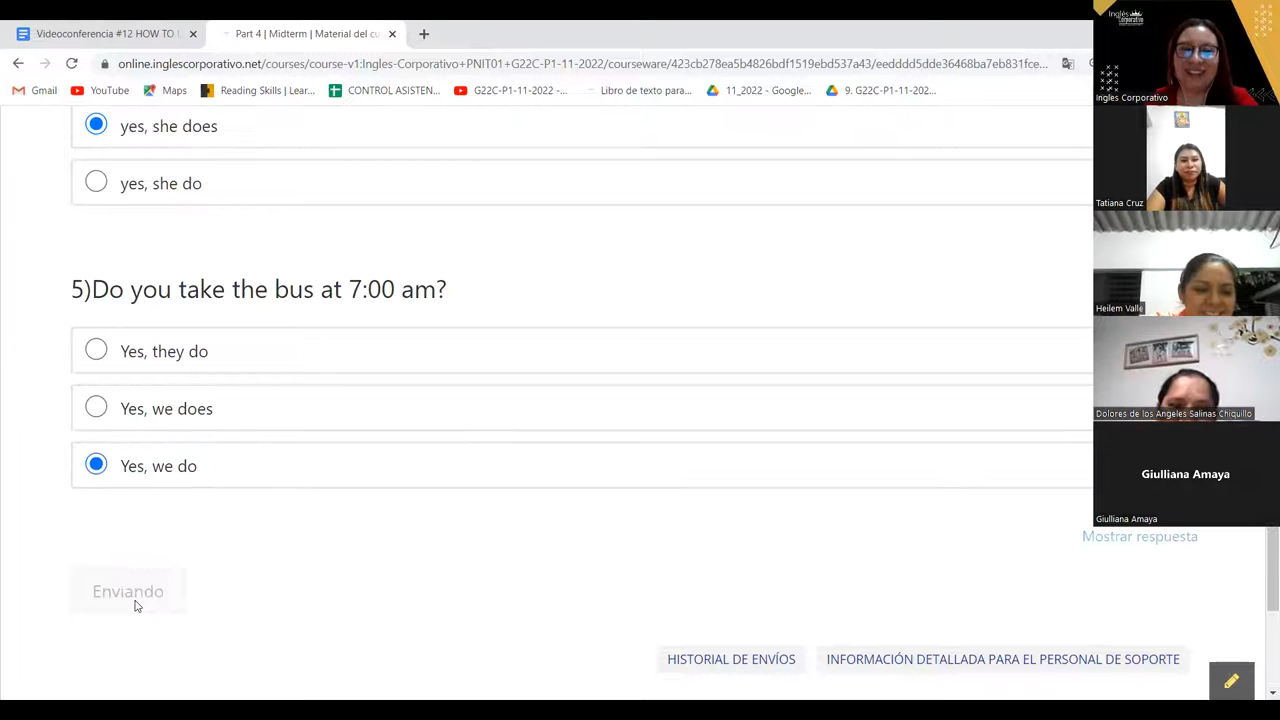 Videoconferencia #12 HOW TO
Part 4 | Midterm | Material del cu
online.inglescorporativo.net/courses/course-v1:Ingles-Corporativo+PNT01+G22C-P1-11-2022/courseware/423cb278ea5b4826bdf1519ebd537a43/eedddd5dde36468ba7eb831fce...
Gmail
YouTube
Maps
Reading Skills | Lear...
CONTROL ASISTEN...
G22C-P1-11-2022 -...
Libro de texto para...
11_2022 - Google...
9. G22C-P1-11-202...
yes, she does
yes, she do
5)Do you take the bus at 7:00 am?
Yes, they do
Yes, we does
Yes, we do
Mostrar respuesta
Enviando
HISTORIAL DE ENVÍOS
INFORMACIÓN DETALLADA PARA EL PERSONAL DE SOPORTE
Inglés
Corporativo
Ingles Corporativo
Tatiana Cruz
Heilem Valle
Dolores de los Angeles Salinas Chiquillo
Giulliana Amaya
Giulliana Amaya